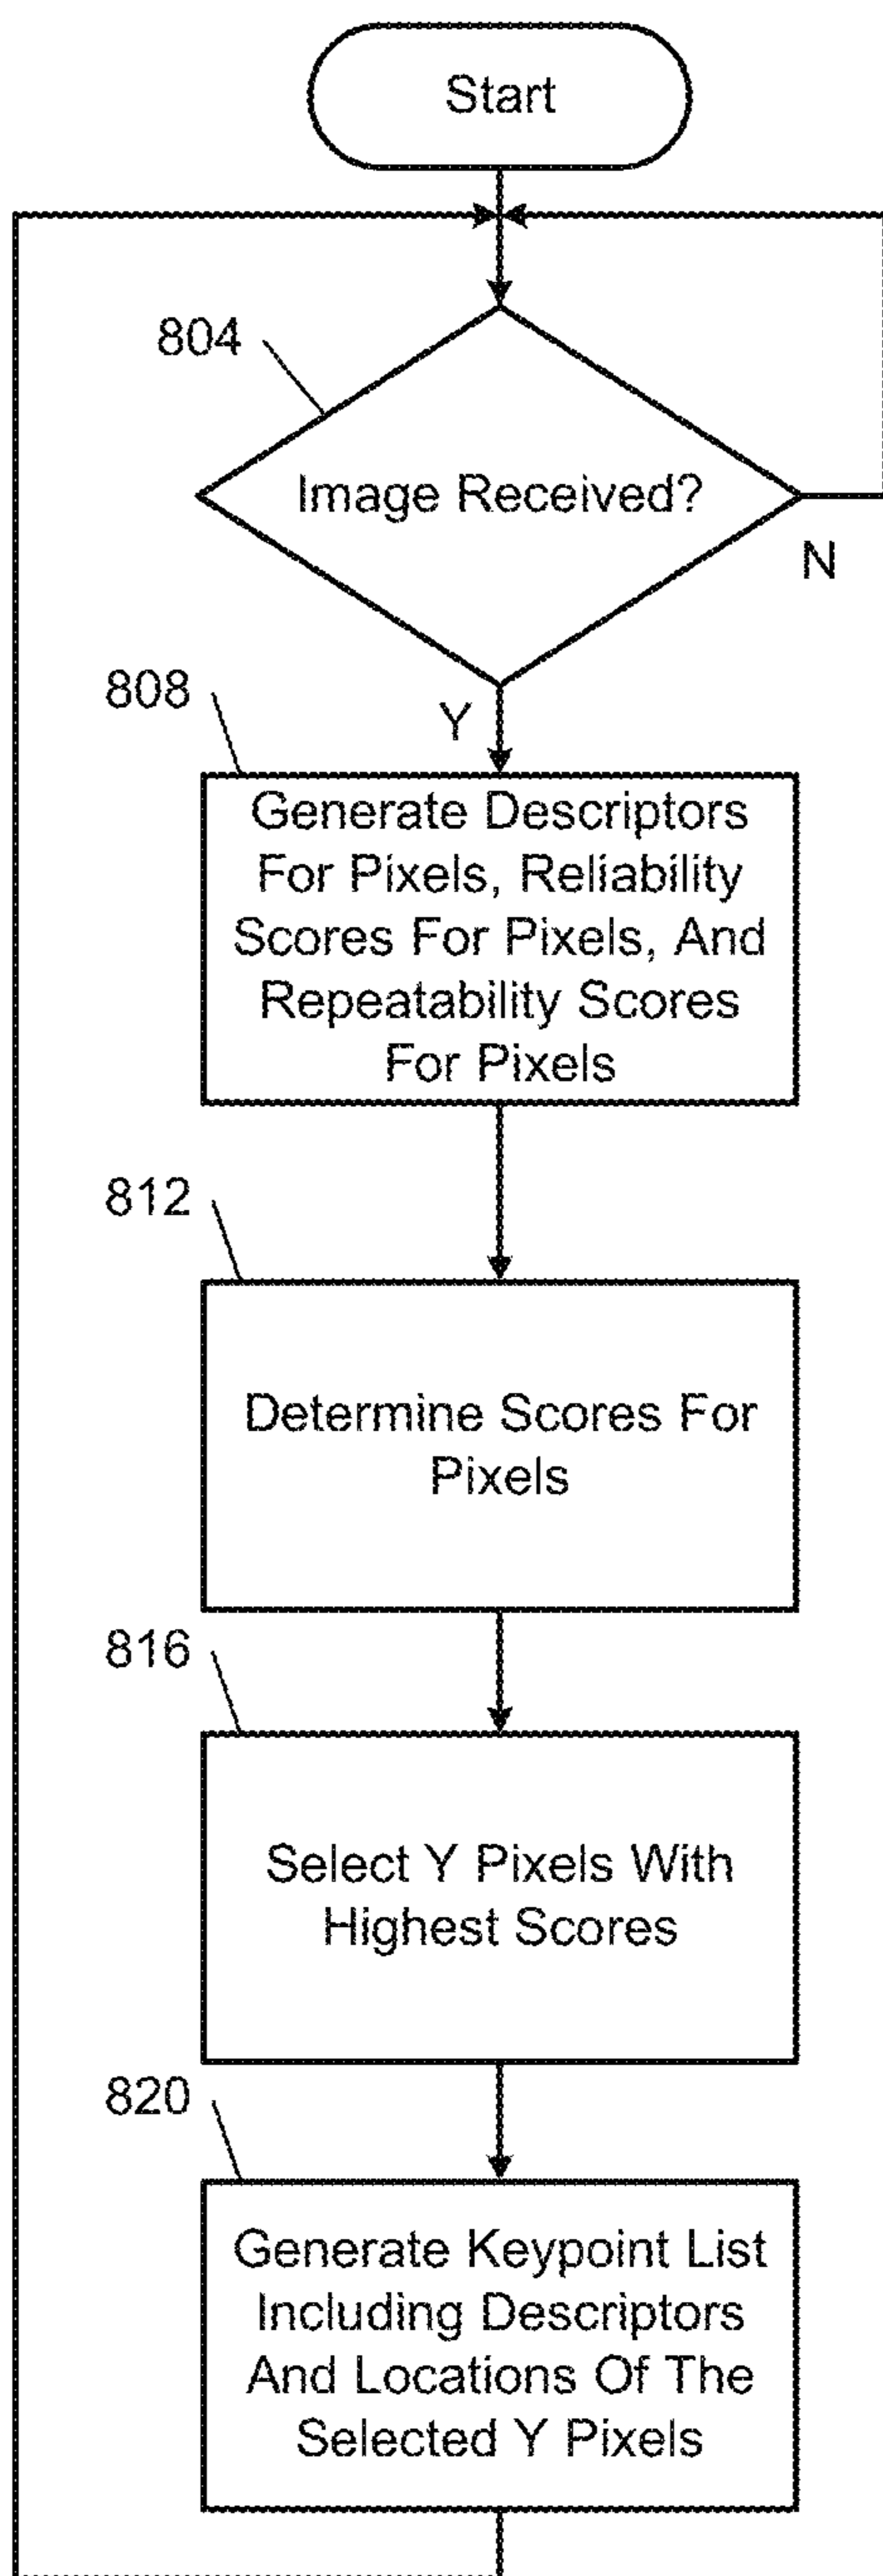 Start
804
Image Received?
N
Y
808
Generate Descriptors
For Pixels, Reliability
Scores For Pixels, And
Repeatability Scores
For Pixels
812
Determine Scores For
Pixels
816
Select Y Pixels With
Highest Scores
820
Generate Keypoint List
Including Descriptors
And Locations Of The
Selected Y Pixels